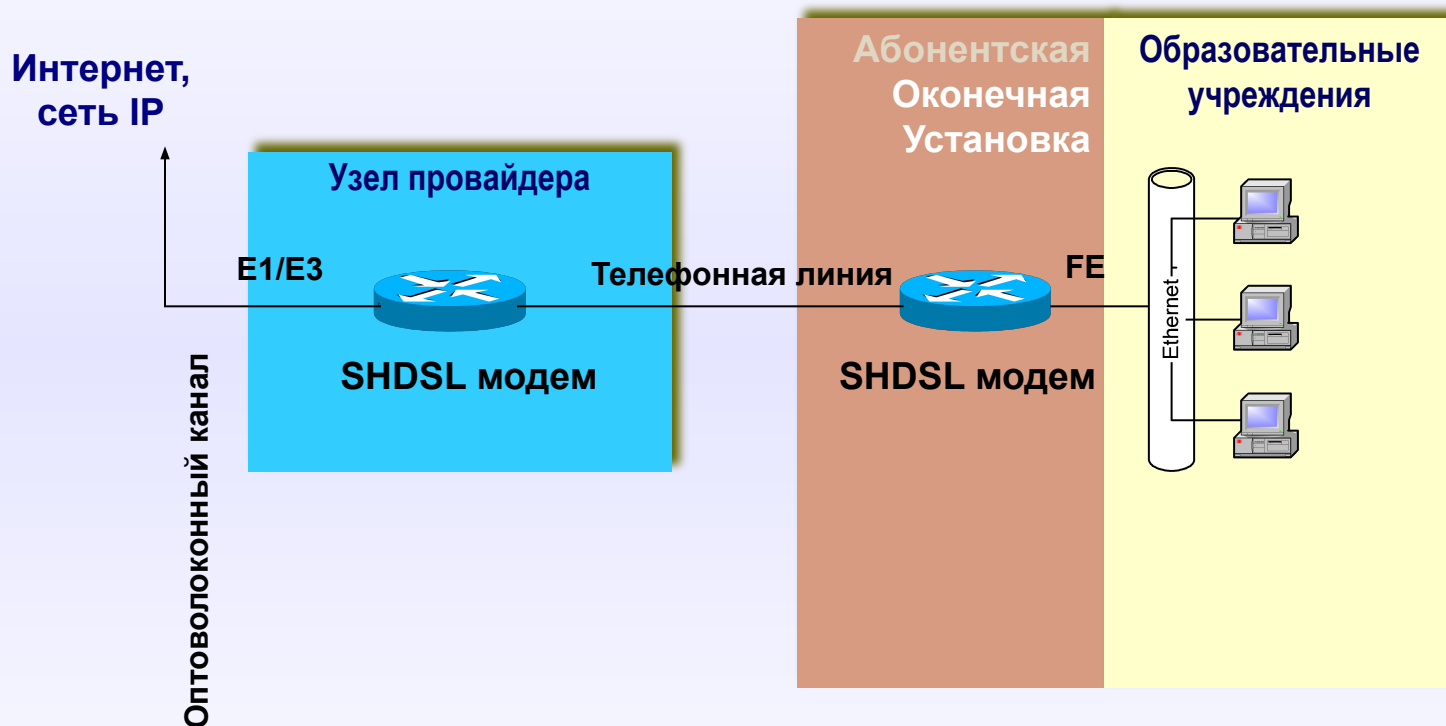 Интернет,
сеть IP
Узел провайдера
E1/E3
SHDSL модем
Оптоволоконный канал
Телефонная линия
Абонентская
Оконечная
Установка
FE
SHDSL модем
Образовательные
учреждения
Ethernet